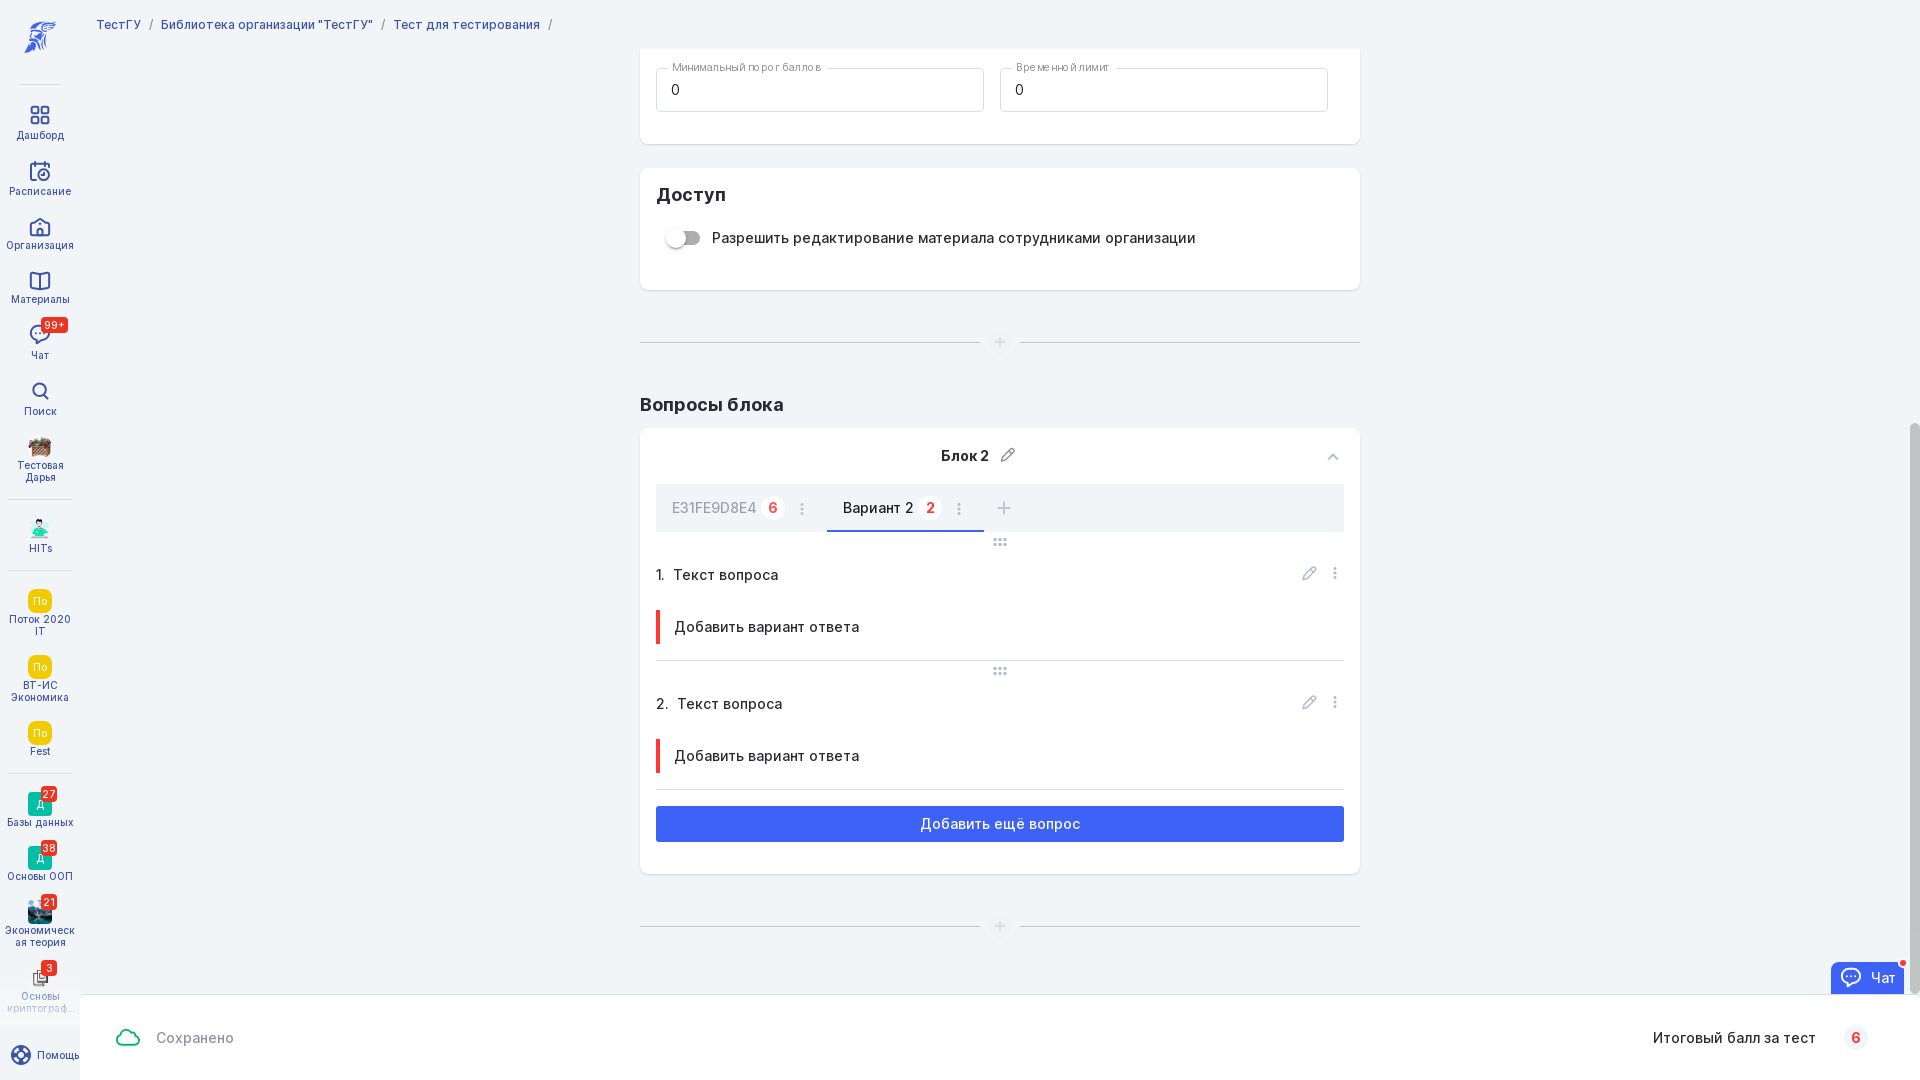 ТестГУ / Библиотека организации "ТестГУ" / Тест для тестирования /
Дашборд
Расписание
Организация
Материалы
99+
Чат
Поиск
Тестовая
Дарья
HITs
По
Поток 2020
IT
По
ВТ-ИС
Экономика
По
Fest
27
Д
Базы данных
38
Д
Основы ООП
21
Экономическ
ая теория
3
Основы
криптограф...
Помощь
Минимальный порог баллов
0
Временной лимит
0
Доступ
Разрешить редактирование материала сотрудниками организации
Вопросы блока
Блок 2
E31FE9D8E4 6 Вариант 2 2
1. Текст вопроса
Добавить вариант ответа
2. Текст вопроса
Добавить вариант ответа
Добавить ещё вопрос
Чат
Сохранено
Итоговый балл за тест 6